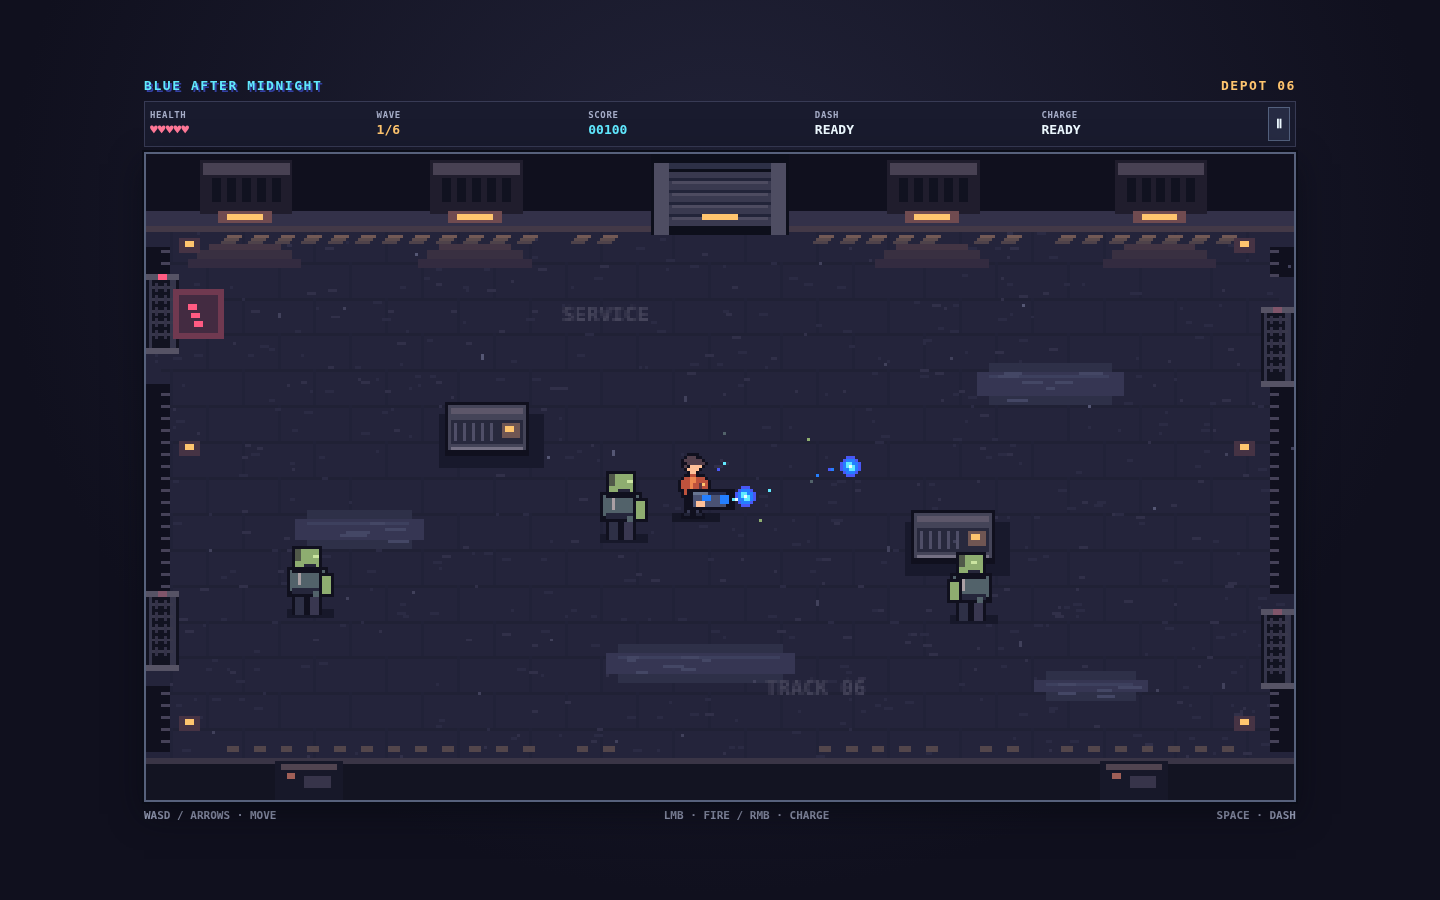 BLUE AFTER MIDNIGHT
DEPOT 06
HEALTH
♥♥♥♥♥
WAVE
1/6
SCORE
00100
DASH
READY
CHARGE
READY
SERVICE
TRACK 06
WASD / ARROWS · MOVE
LMB · FIRE / RMB · CHARGE
SPACE · DASH